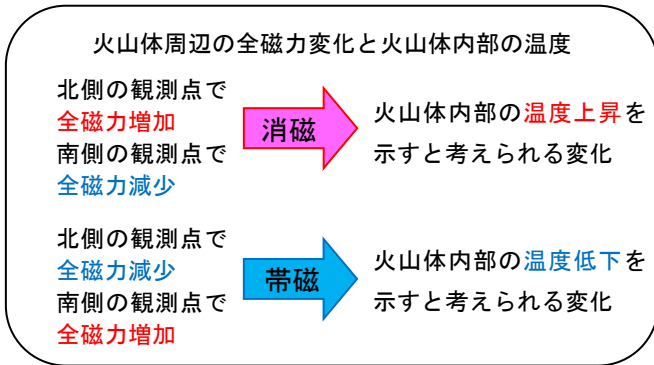 火山体周辺の全磁力変化と火山体内部の温度
北側の観測点で
全磁力増加
南側の観測点で
全磁力減少
消磁
火山体内部の温度上昇を
示すと考えられる変化
北側の観測点で
全磁力減少
南側の観測点で
全磁力増加
帯磁
火山体内部の温度低下を
示すと考えられる変化